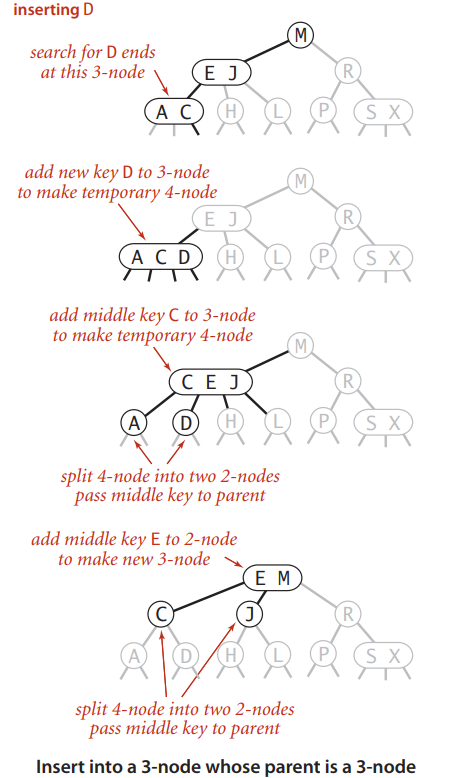 inserting D
M
search for D ends
at this 3-node
E J
R
A C
H
L
P
S X
add new key D to 3-node
to make temporary 4-node
M
E J
R
A C D
H
L
P
S X
add middle key C to 3-node
to make temporary 4-node
M
C E J
R
A
D
H
L
P
S X
split 4-node into two 2-nodes
pass middle key to parent
add middle key E to 2-node
to make new 3-node
E M
C
J
R
A
D
H
L
P
S X
split 4-node into two 2-nodes
pass middle key to parent
Insert into a 3-node whose parent is a 3-node